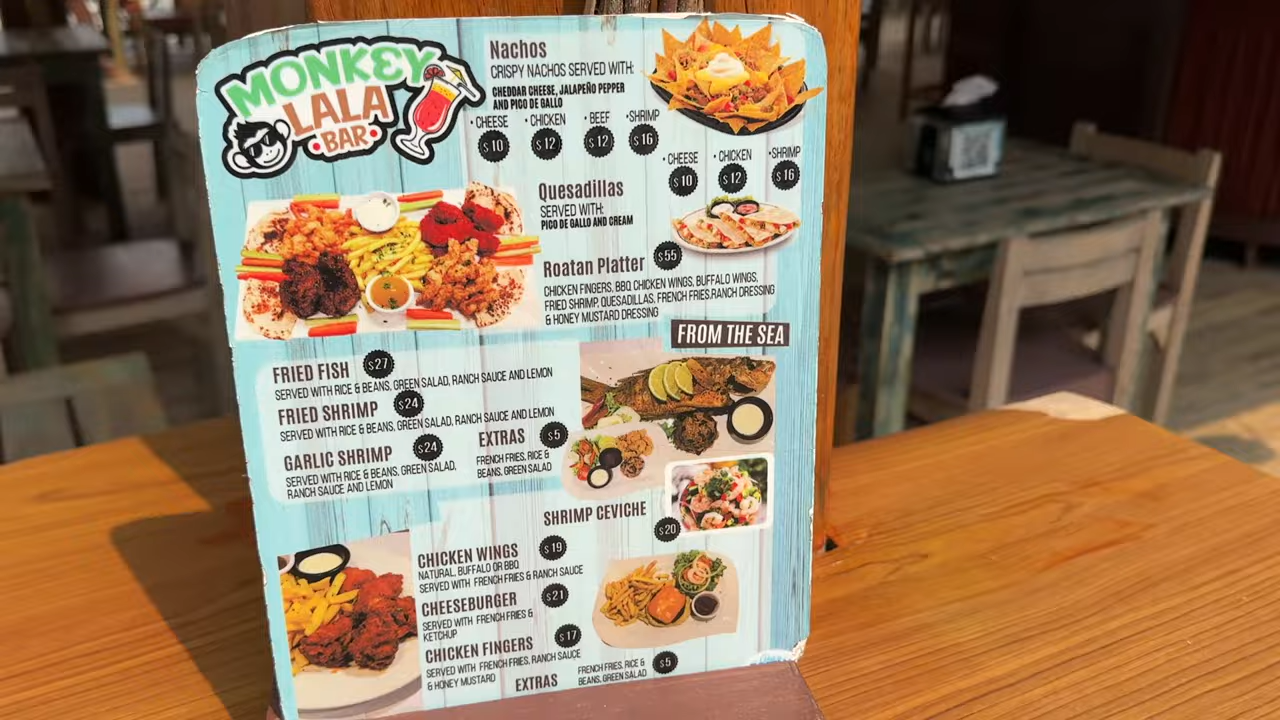 MONKEY
LALA
BAR
Nachos
CRISPY NACHOS SERVED WITH:
CHEDDAR CHEESE, JALAPEÑO PEPPER
AND PICO DE GALLO
• CHEESE • CHICKEN • BEEF • SHRIMP
$10 $12 $12 $16
• CHEESE • CHICKEN • SHRIMP
$10 $12 $16
Quesadillas
SERVED WITH:
PICO DE GALLO AND CREAM
Roatan Platter $55
CHICKEN FINGERS, BBQ CHICKEN WINGS, BUFFALO WINGS,
FRIED SHRIMP, QUESADILLAS, FRENCH FRIES,RANCH DRESSING
& HONEY MUSTARD DRESSING
FROM THE SEA
FRIED FISH $27
SERVED WITH RICE & BEANS, GREEN SALAD, RANCH SAUCE AND LEMON
FRIED SHRIMP $24
SERVED WITH RICE & BEANS, GREEN SALAD, RANCH SAUCE AND LEMON
GARLIC SHRIMP $24
SERVED WITH RICE & BEANS, GREEN SALAD,
RANCH SAUCE AND LEMON
EXTRAS $5
FRENCH FRIES, RICE &
BEANS, GREEN SALAD
SHRIMP CEVICHE $20
CHICKEN WINGS $19
NATURAL, BUFFALO OR BBQ
SERVED WITH FRENCH FRIES & RANCH SAUCE
CHEESEBURGER $21
SERVED WITH FRENCH FRIES &
KETCHUP
CHICKEN FINGERS $17
SERVED WITH FRENCH FRIES, RANCH SAUCE
& HONEY MUSTARD
EXTRAS
FRENCH FRIES, RICE & $5
BEANS, GREEN SALAD